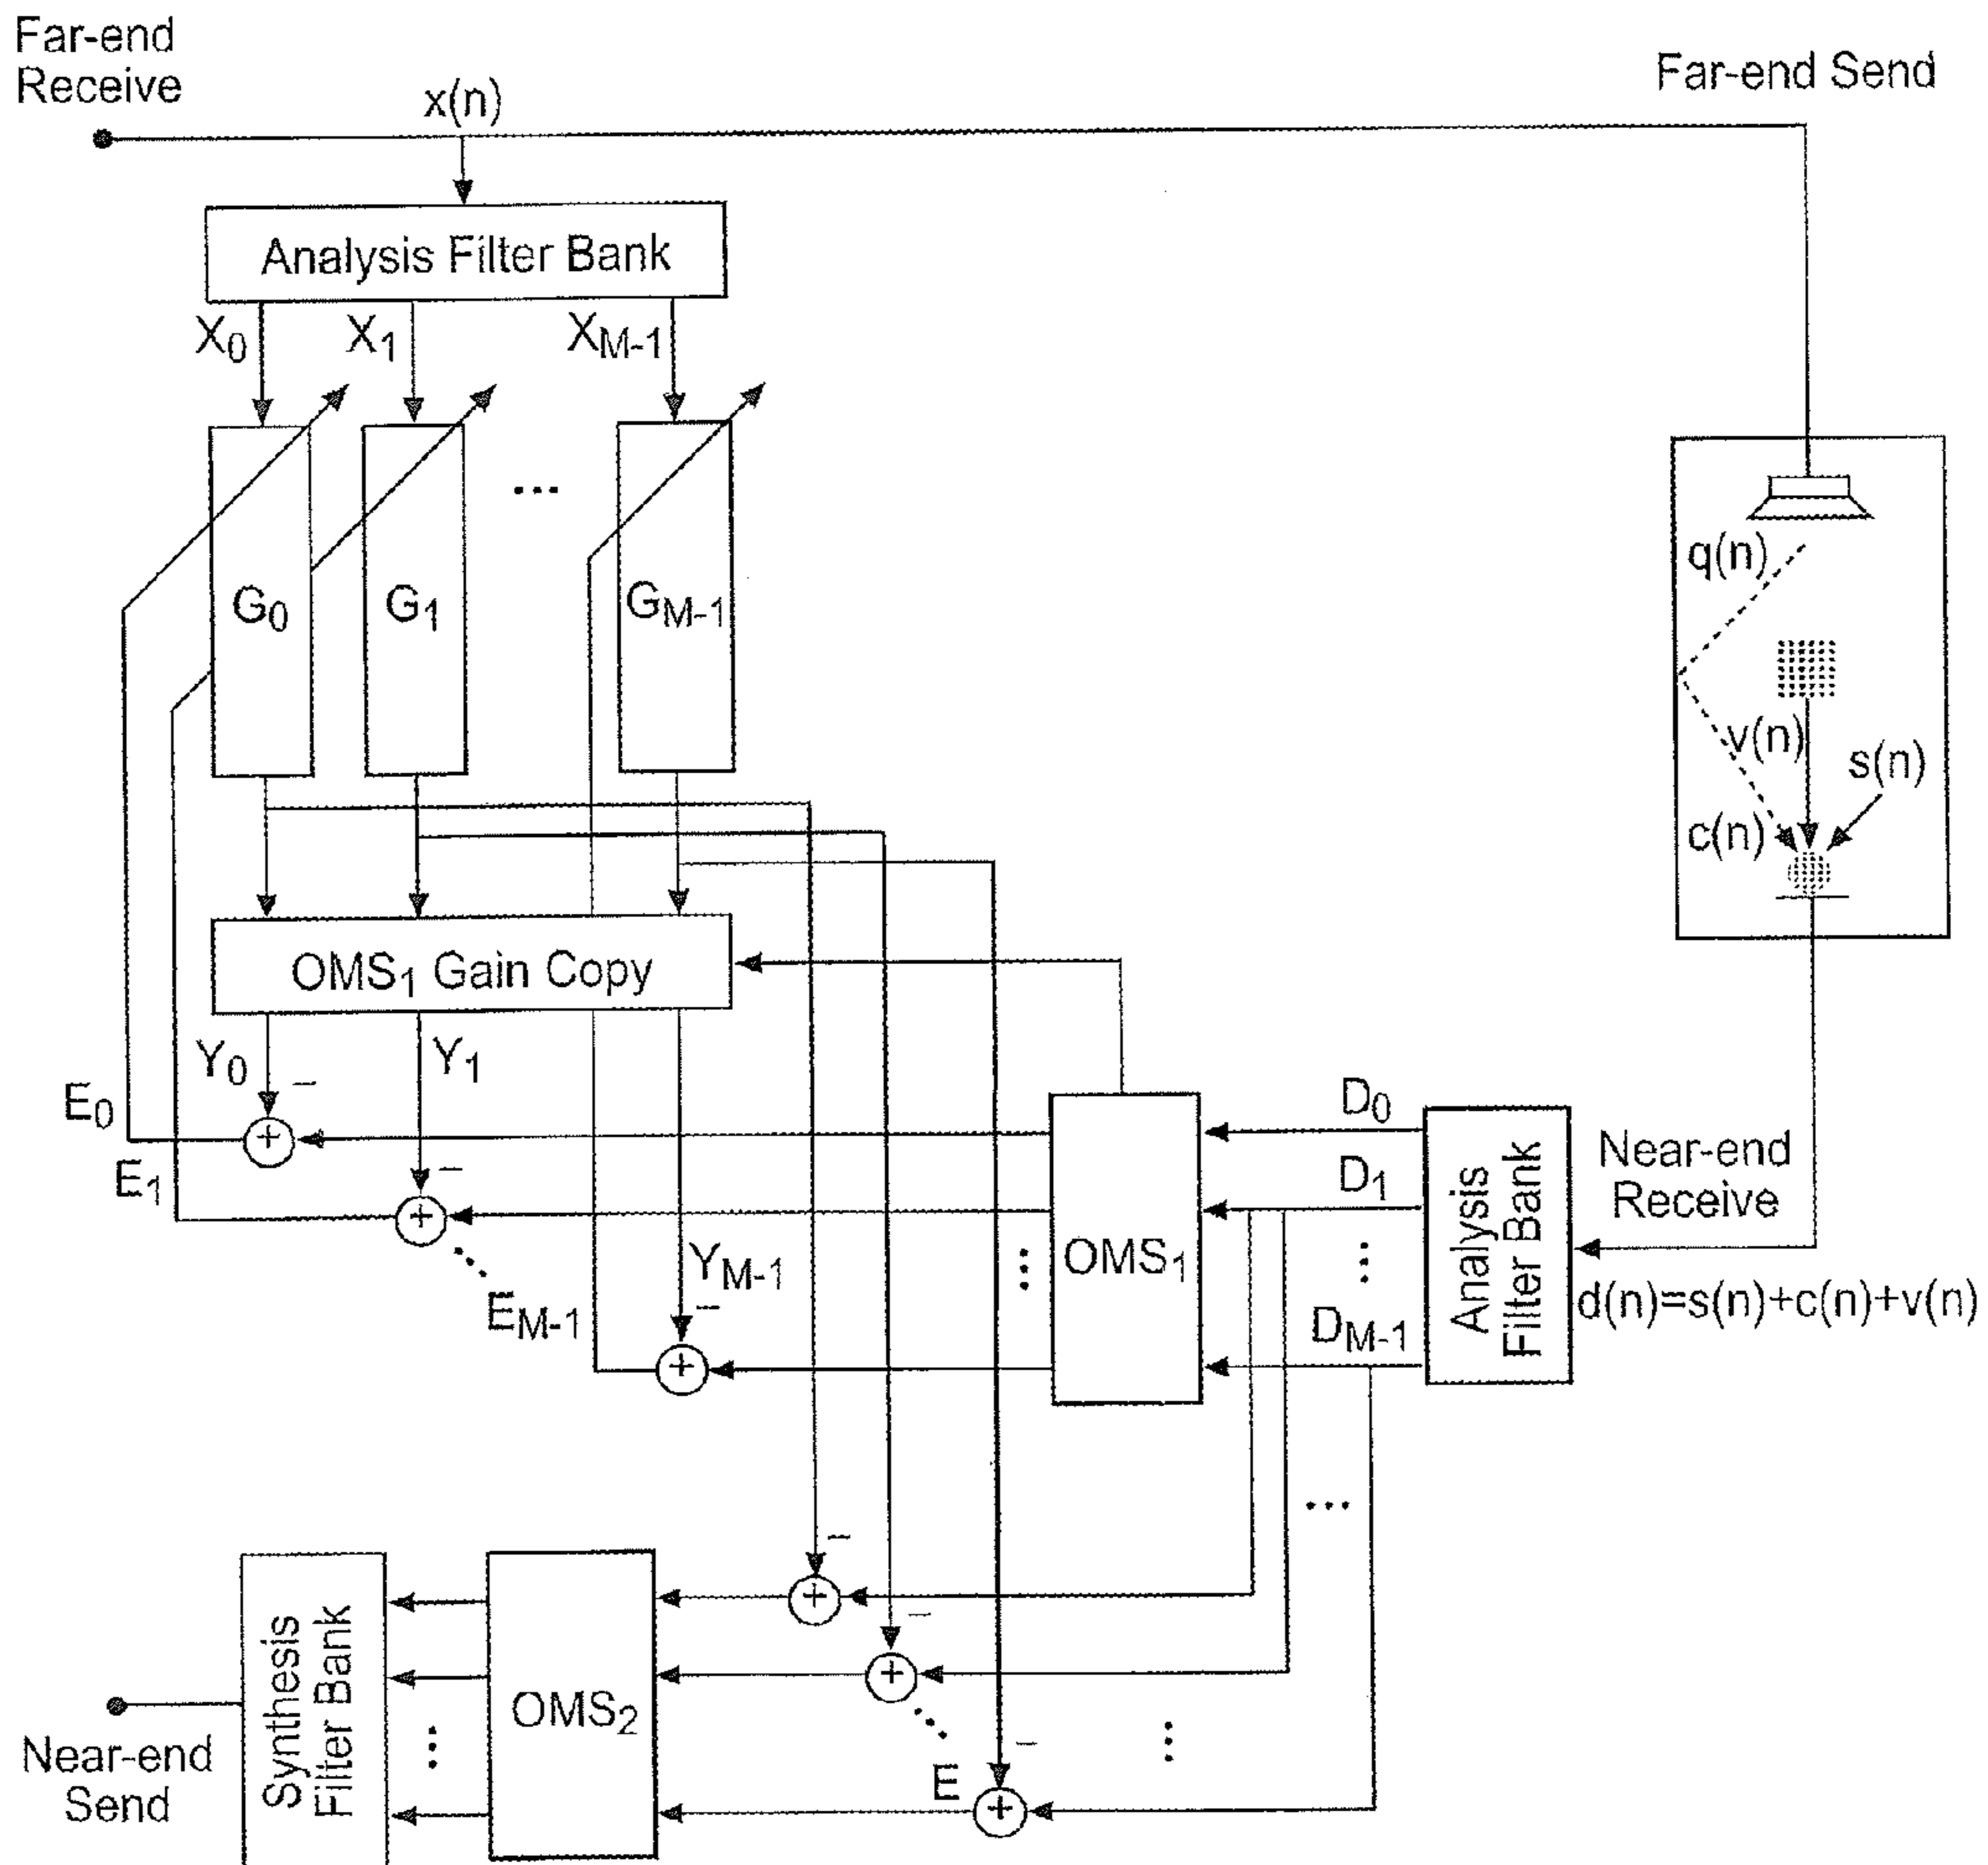 Far-end
Receive
Far-end Send
x(n)
Analysis Filter Bank
X0
X1
XM-1
...
G0
G1
GM-1
q(n)
v(n)
s(n)
c(n)
OMS1 Gain Copy
Y0
Y1
YM-1
E0
E1
EM-1
OMS1
D0
D1
DM-1
Analysis
Filter Bank
Near-end
Receive
d(n)=s(n)+c(n)+v(n)
...
Synthesis
Filter Bank
OMS2
E
Near-end
Send